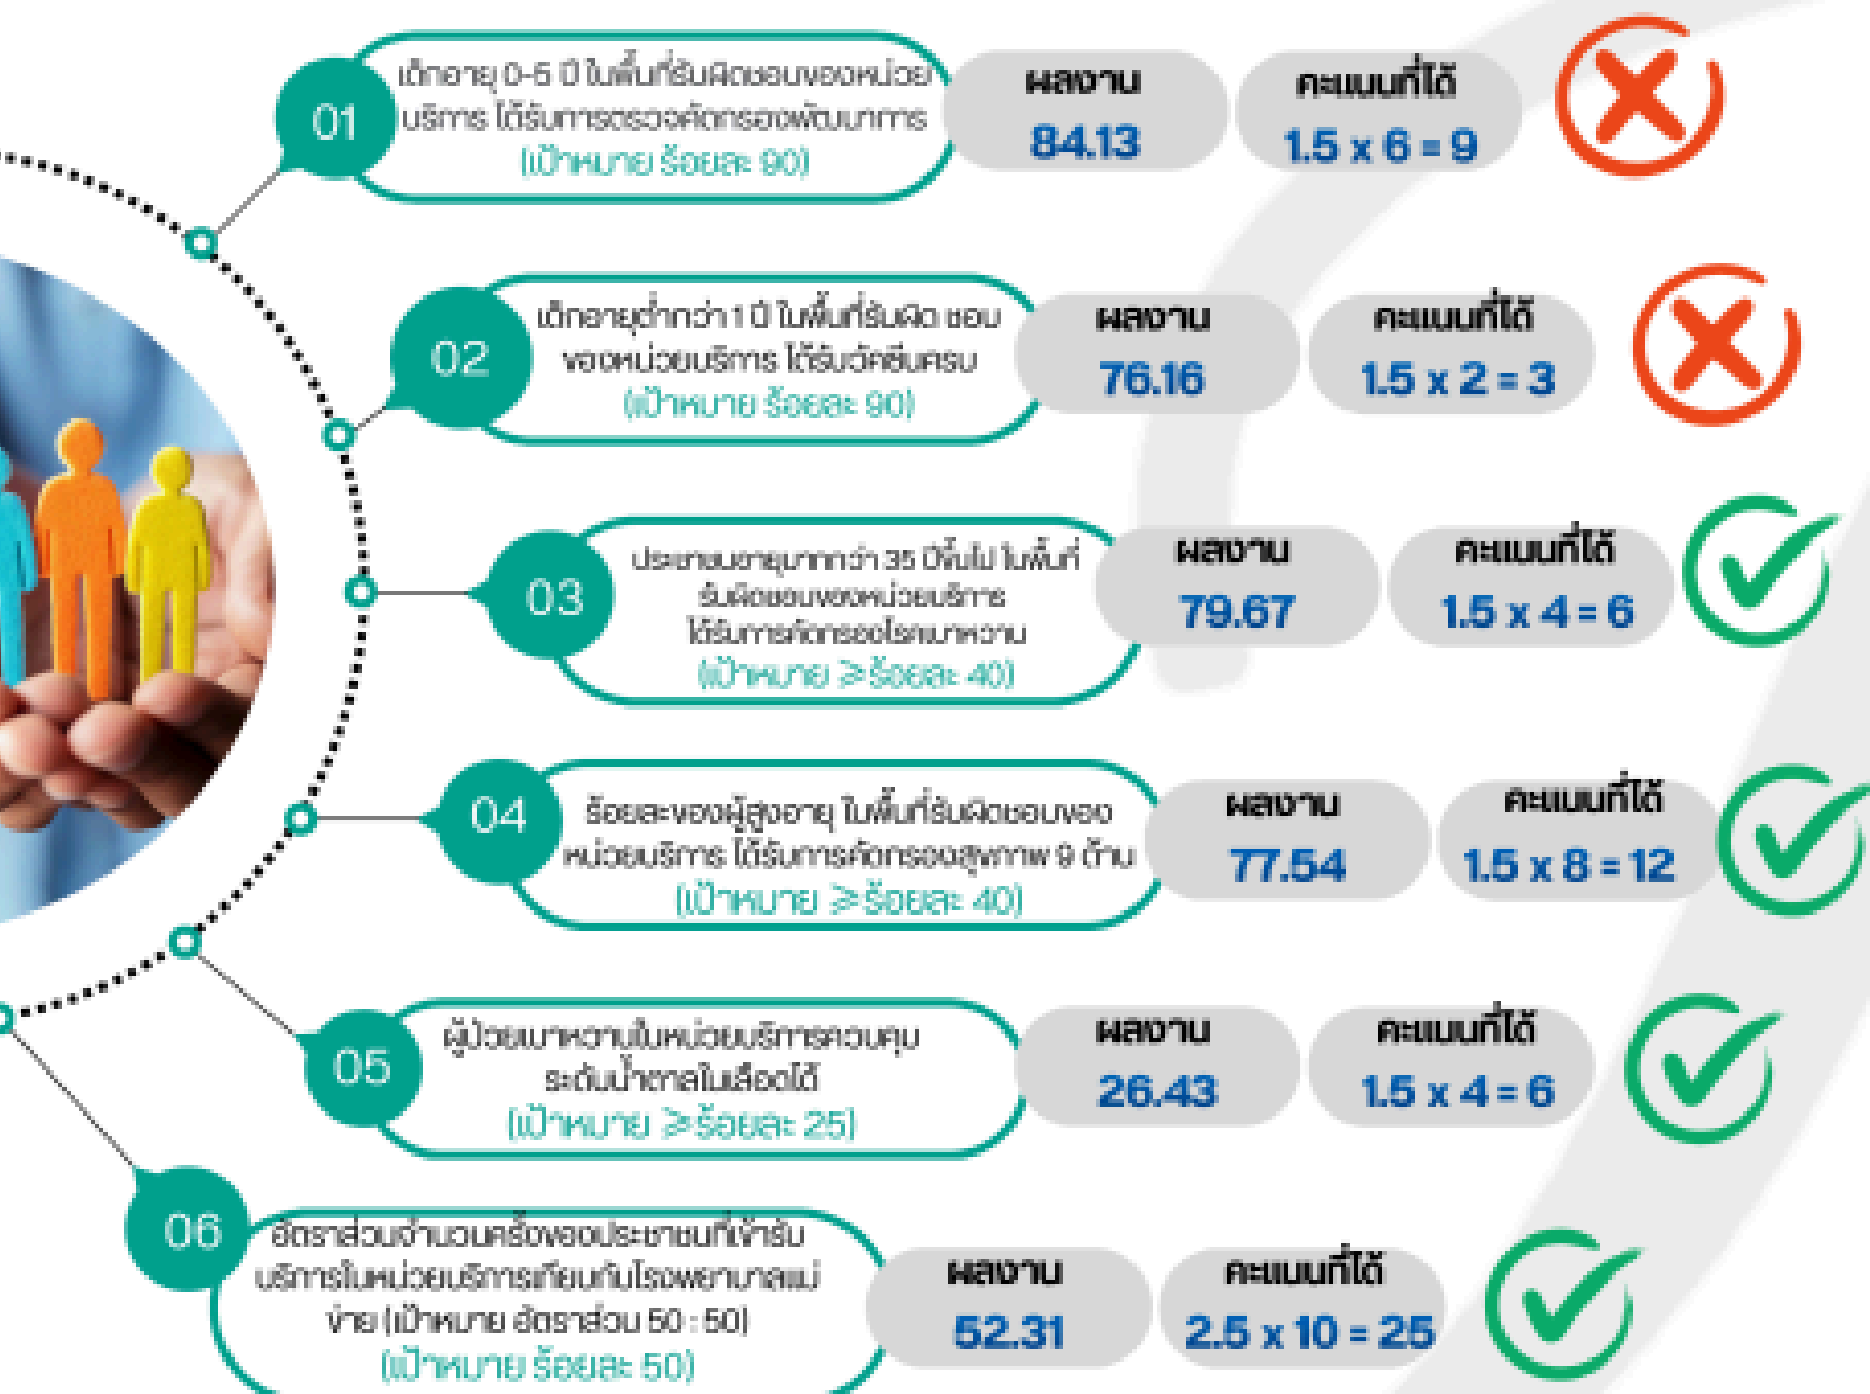 01
เด็กอายุ 0-5 ปี ในพื้นที่รับผิดชอบของหน่วย
บริการ ได้รับการตรวจคัดกรองพัฒนาการ
(เป้าหมาย ร้อยละ 90)
ผลงาน
84.13
คะแนนที่ได้
1.5 x 6 = 9
02
เด็กอายุต่ำกว่า 1 ปี ในพื้นที่รับผิด ชอบ
ของหน่วยบริการ ได้รับวัคซีนครบ
(เป้าหมาย ร้อยละ 90)
ผลงาน
76.16
คะแนนที่ได้
1.5 x 2 = 3
03
ประชาชนอายุมากกว่า 35 ปีขึ้นไป ในพื้นที่
รับผิดชอบของหน่วยบริการ
ได้รับการคัดกรองโรคเบาหวาน
(เป้าหมาย ≥ ร้อยละ 40)
ผลงาน
79.67
คะแนนที่ได้
1.5 x 4 = 6
04
ร้อยละของผู้สูงอายุ ในพื้นที่รับผิดชอบของ
หน่วยบริการ ได้รับการคัดกรองสุขภาพ 9 ด้าน
(เป้าหมาย ≥ ร้อยละ 40)
ผลงาน
77.54
คะแนนที่ได้
1.5 x 8 = 12
05
ผู้ป่วยเบาหวานในหน่วยบริการควบคุม
ระดับน้ำตาลในเลือดได้
(เป้าหมาย ≥ ร้อยละ 25)
ผลงาน
26.43
คะแนนที่ได้
1.5 x 4 = 6
06
อัตราส่วนจำนวนครั้งของประชาชนที่เข้ารับ
บริการในหน่วยบริการเทียบกับโรงพยาบาลแม่
ข่าย (เป้าหมาย อัตราส่วน 50 : 50)
(เป้าหมาย ร้อยละ 50)
ผลงาน
52.31
คะแนนที่ได้
2.5 x 10 = 25